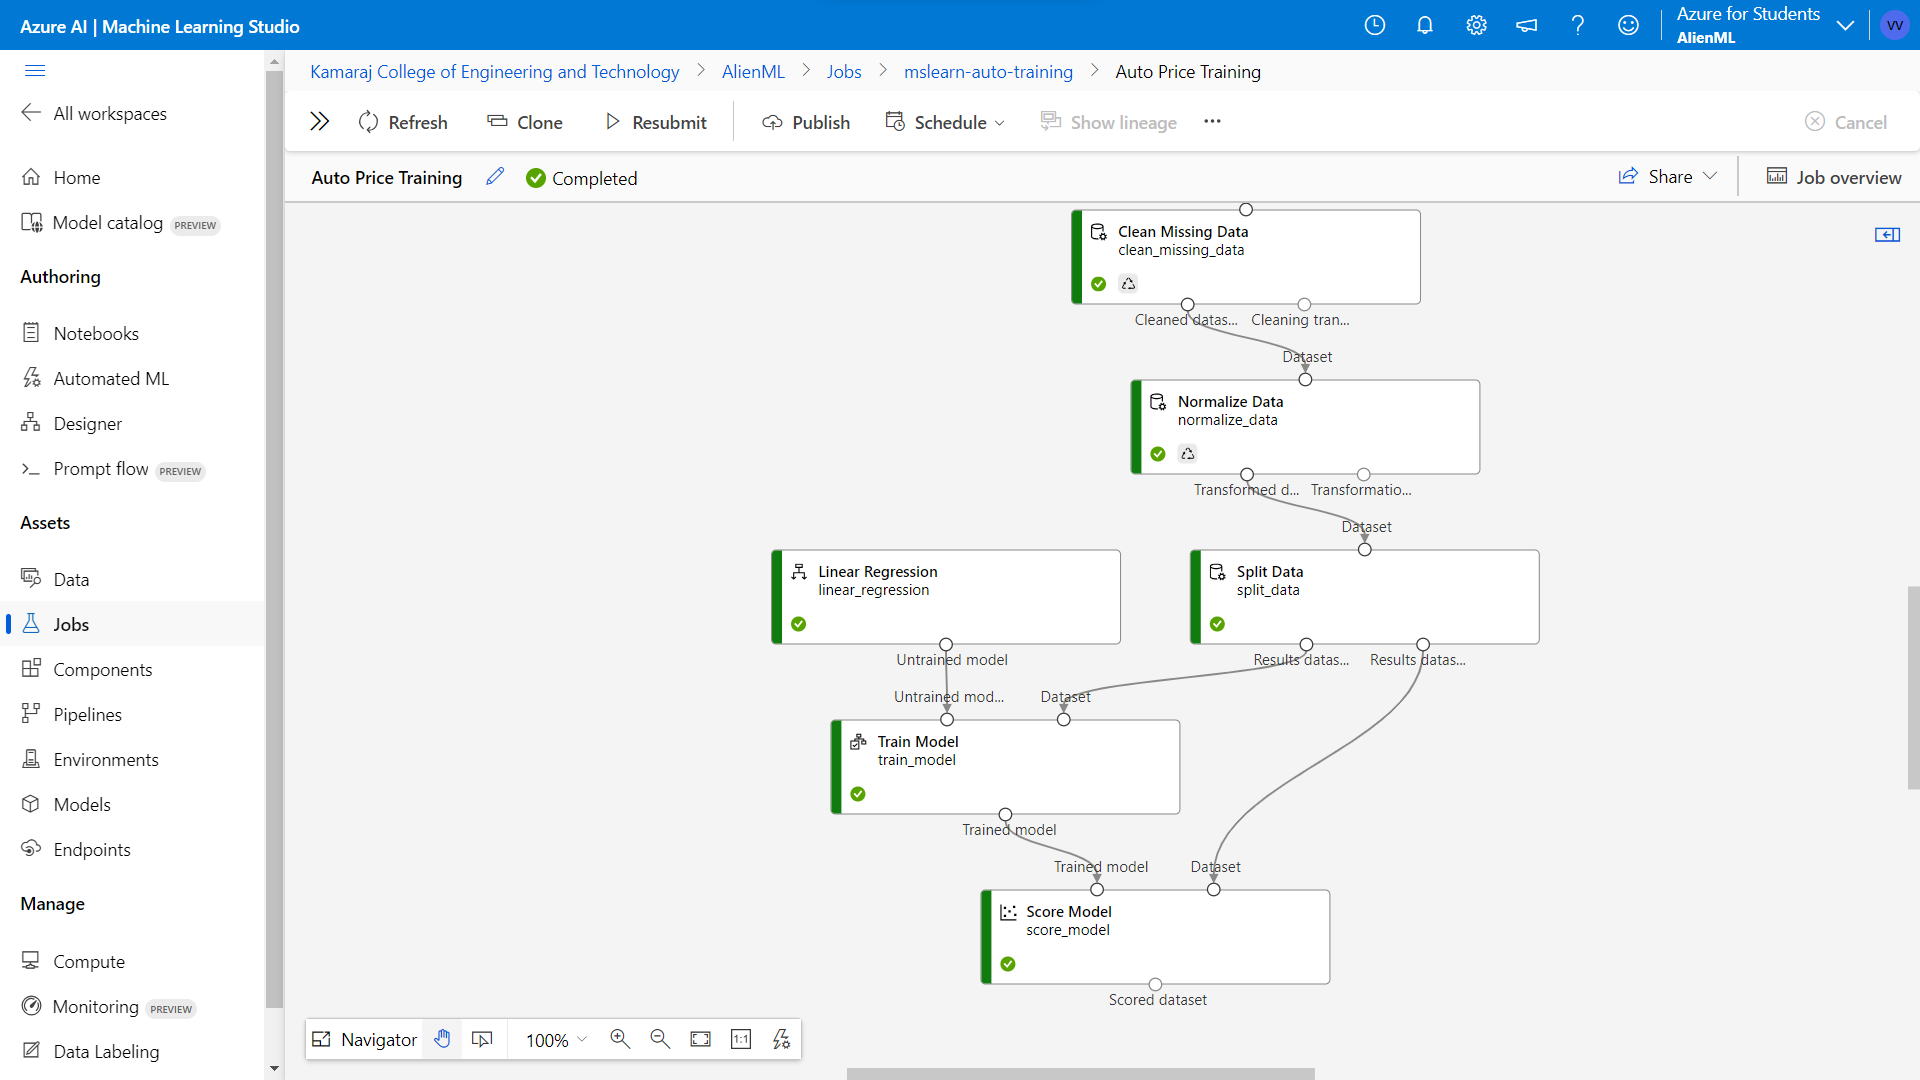 Azure AI | Machine Learning Studio
Azure for Students
AlienML
VV
All workspaces
Home
Model catalog PREVIEW
Authoring
Notebooks
Automated ML
Designer
Prompt flow PREVIEW
Assets
Data
Jobs
Components
Pipelines
Environments
Models
Endpoints
Manage
Compute
Monitoring PREVIEW
Data Labeling
Kamaraj College of Engineering and Technology > AlienML > Jobs > mslearn-auto-training > Auto Price Training
Refresh Clone Resubmit Publish Schedule Show lineage ... Cancel
Auto Price Training Completed Share Job overview
Clean Missing Data
clean_missing_data
Cleaned datas... Cleaning tran...
Dataset
Normalize Data
normalize_data
Transformed d... Transformatio...
Dataset
Linear Regression
linear_regression
Split Data
split_data
Untrained model
Results datas... Results datas...
Untrained mod... Dataset
Train Model
train_model
Trained model
Trained model Dataset
Score Model
score_model
Scored dataset
Navigator 100% 1:1